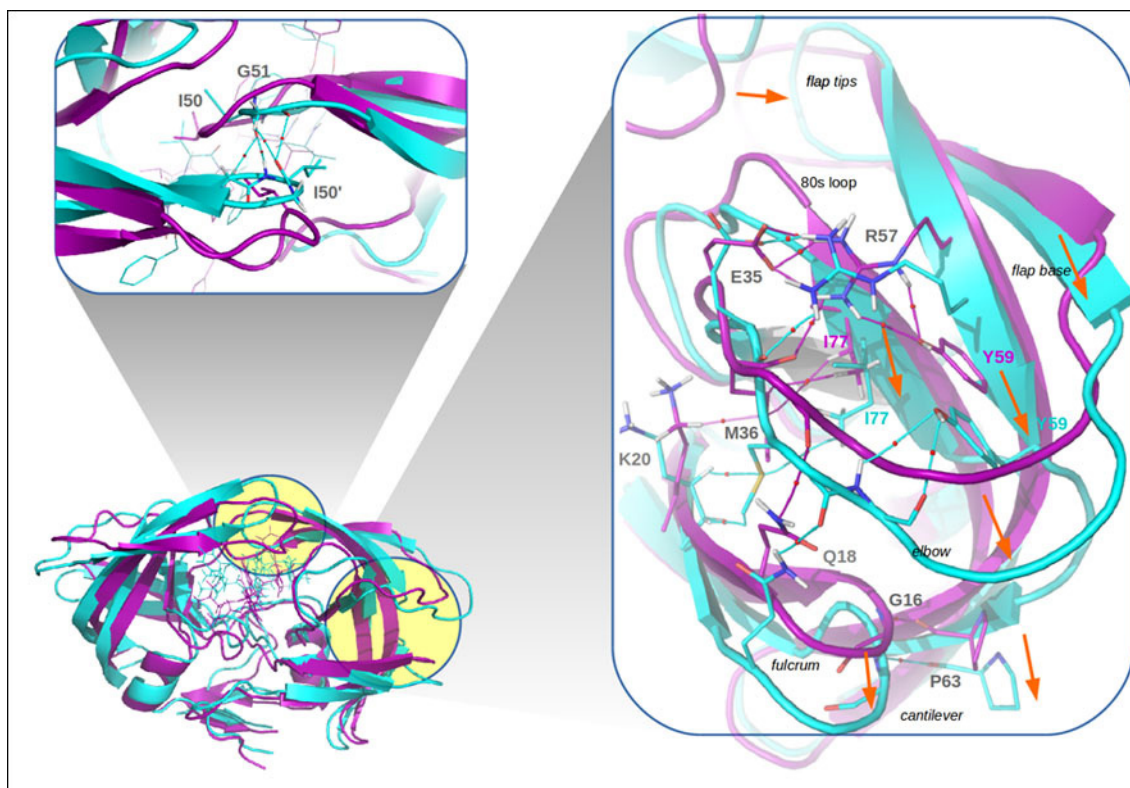 G51
I50
I50'
flap tips
80s loop
R57
E35
flap base
I77
Y59
I77
Y59
M36
K20
elbow
Q18
G16
fulcrum
P63
cantilever